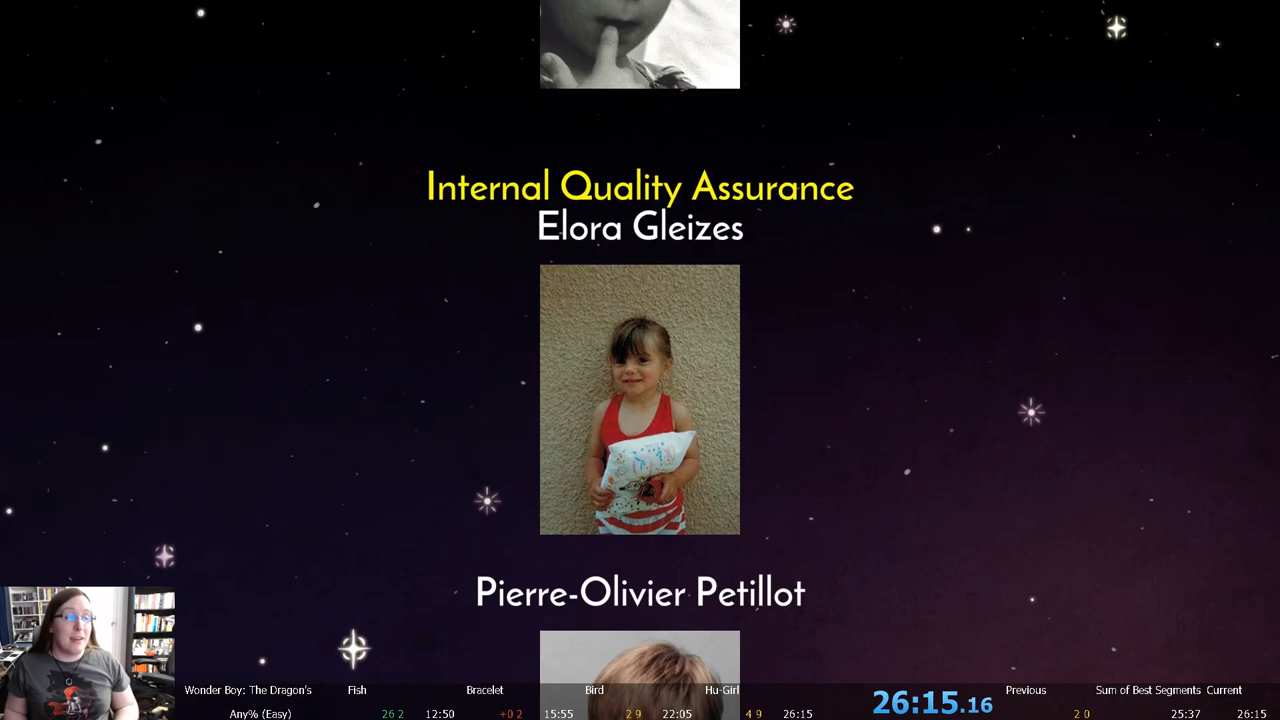 Internal Quality Assurance
Elora Gleizes
Pierre-Olivier Petillot
Wonder Boy: The Dragon's Fish Bracelet Bird Hu-Girl 26:15.16 Previous Sum of Best Segments Current
Any% (Easy) 26 2 12:50 +0 2 15:55 2 9 22:05 4 9 26:15 2 0 25:37 26:15